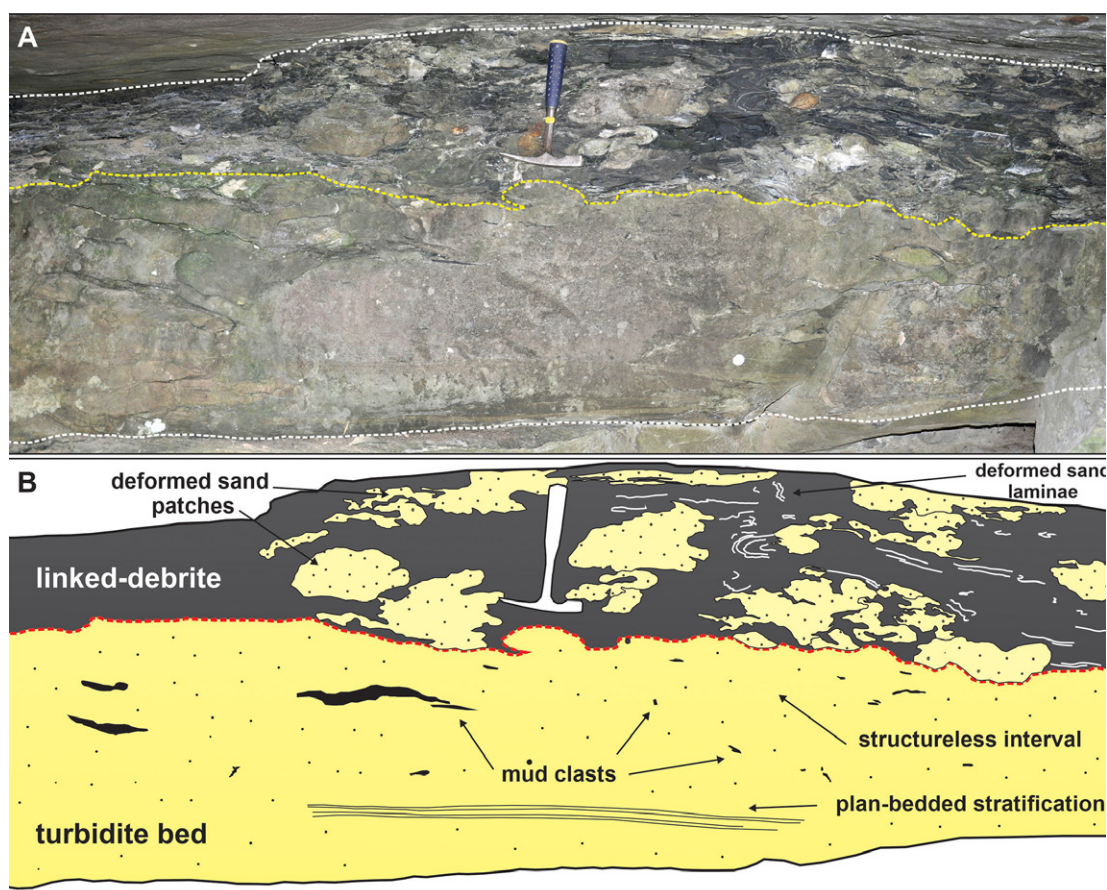 A
B
deformed sand
patches
deformed sand
laminae
linked-debrite
structureless interval
mud clasts
plan-bedded stratification
turbidite bed